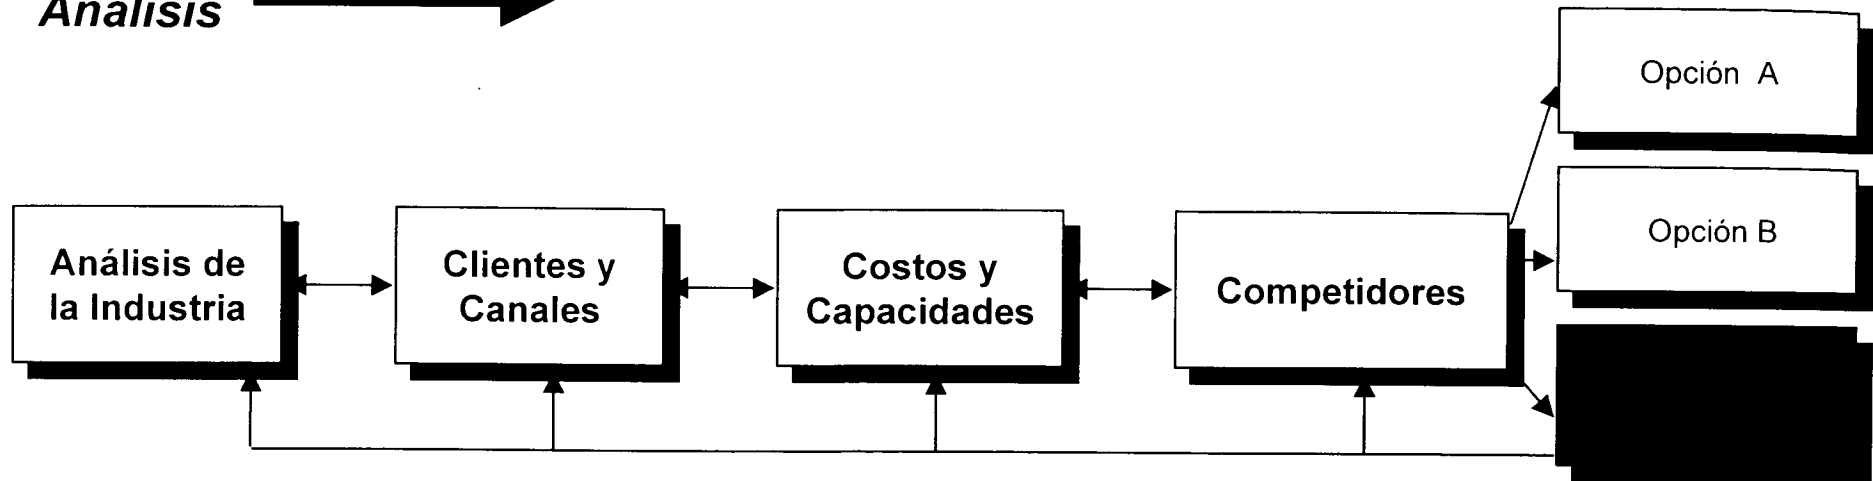 Análisis
Opción A
Opción B
Análisis de
la Industria
Clientes y
Canales
Costos y
Capacidades
Competidores